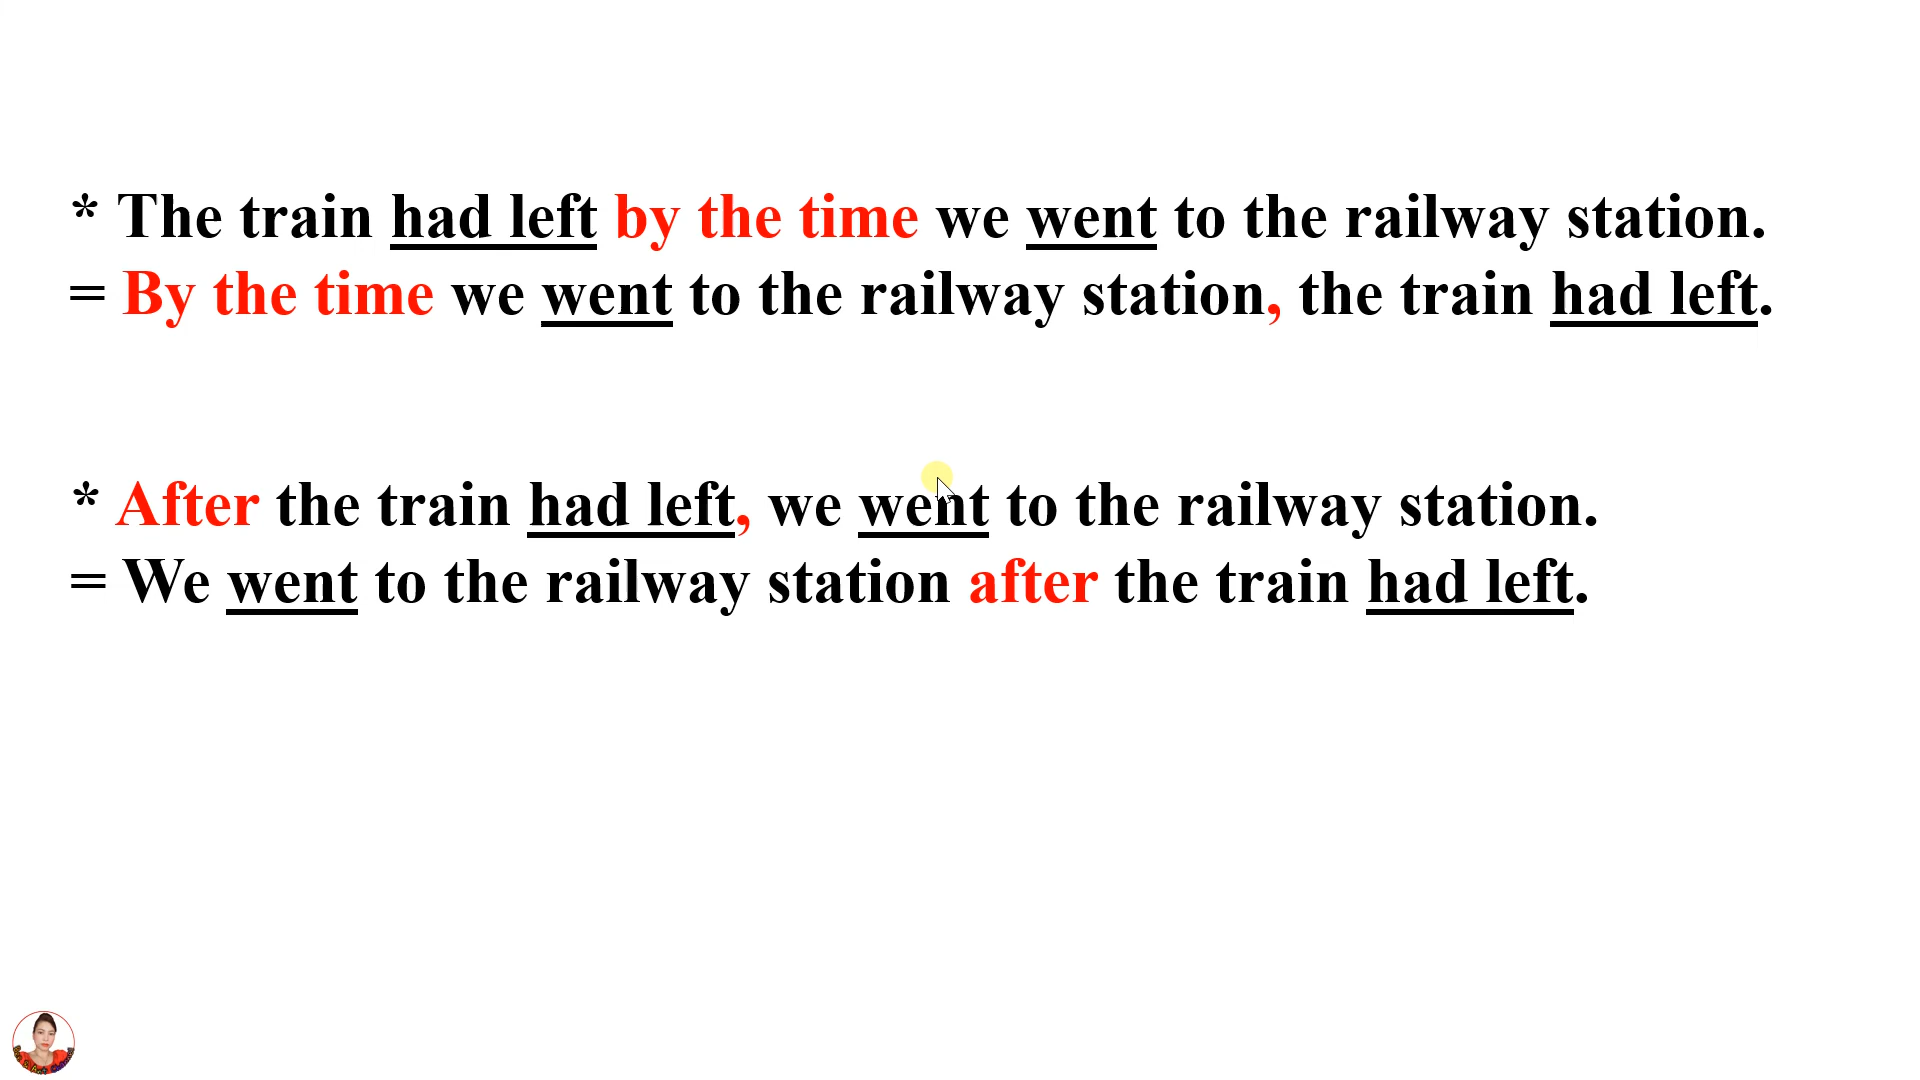 * The train had left by the time we went to the railway station.
= By the time we went to the railway station, the train had left.
* After the train had left, we went to the railway station.
= We went to the railway station after the train had left.